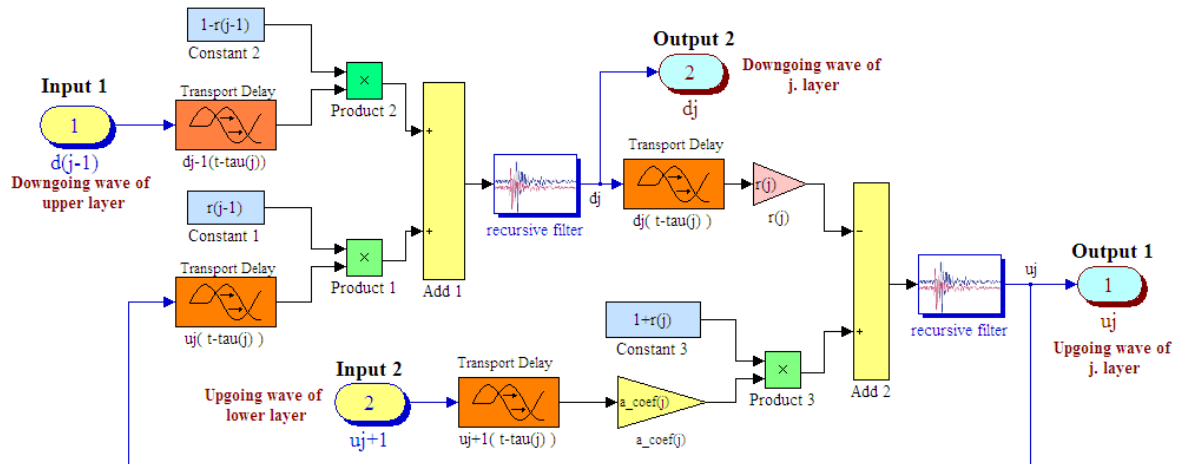 1-r(j-1)
Constant 2
Input 1
1
d(j-1)
Downgoing wave of
upper layer
Transport Delay
dj-1(t-tau(j))
×
Product 2
r(j-1)
Constant 1
Transport Delay
uj( t-tau(j) )
×
Product 1
+
+
Add 1
recursive filter
dj
Output 2
2
dj
Downgoing wave of
j. layer
Transport Delay
dj( t-tau(j) )
r(j)
r(j)
Input 2
2
uj+1
Upgoing wave of
lower layer
Transport Delay
uj+1( t-tau(j) )
a_coef(j)
a_coef(j)
1+r(j)
Constant 3
×
Product 3
−
+
Add 2
recursive filter
uj
Output 1
1
uj
Upgoing wave of
j. layer